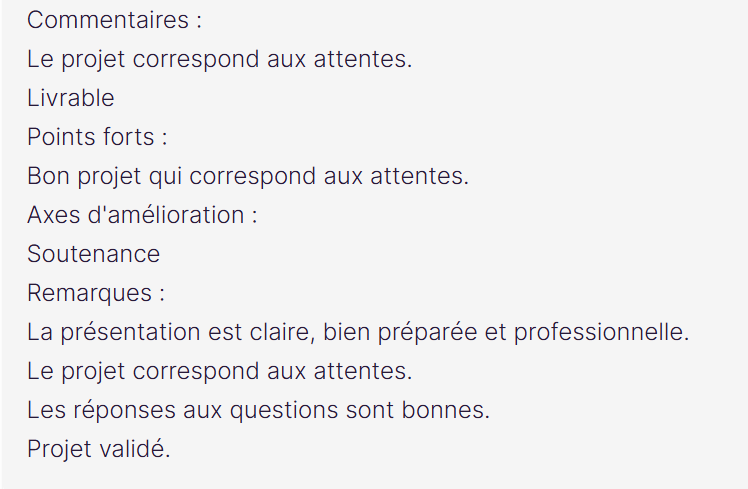 Commentaires :
Le projet correspond aux attentes.
Livrable
Points forts :
Bon projet qui correspond aux attentes.
Axes d'amélioration :
Soutenance
Remarques :
La présentation est claire, bien préparée et professionnelle.
Le projet correspond aux attentes.
Les réponses aux questions sont bonnes.
Projet validé.